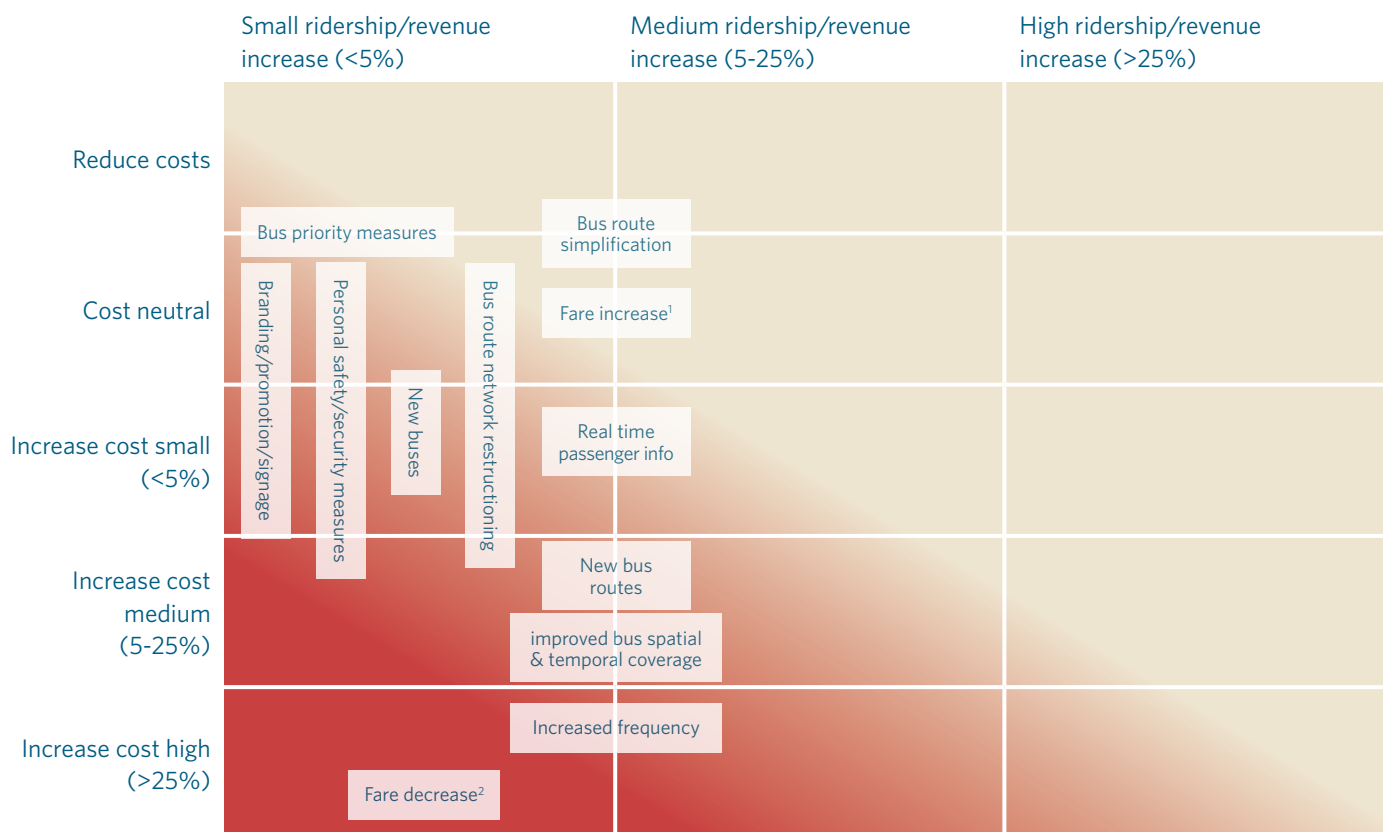 Small ridership/revenue
increase (<5%)
Medium ridership/revenue
increase (5-25%)
High ridership/revenue
increase (>25%)
Reduce costs
Bus priority measures
Bus route
simplification
Cost neutral
Branding/promotion/signage
Personal safety/security measures
New buses
Bus route network restructioning
Fare increase¹
Increase cost small
(<5%)
Real time
passenger info
Increase cost
medium
(5-25%)
New bus
routes
improved bus spatial
& temporal coverage
Increase cost high
(>25%)
Increased frequency
Fare decrease²